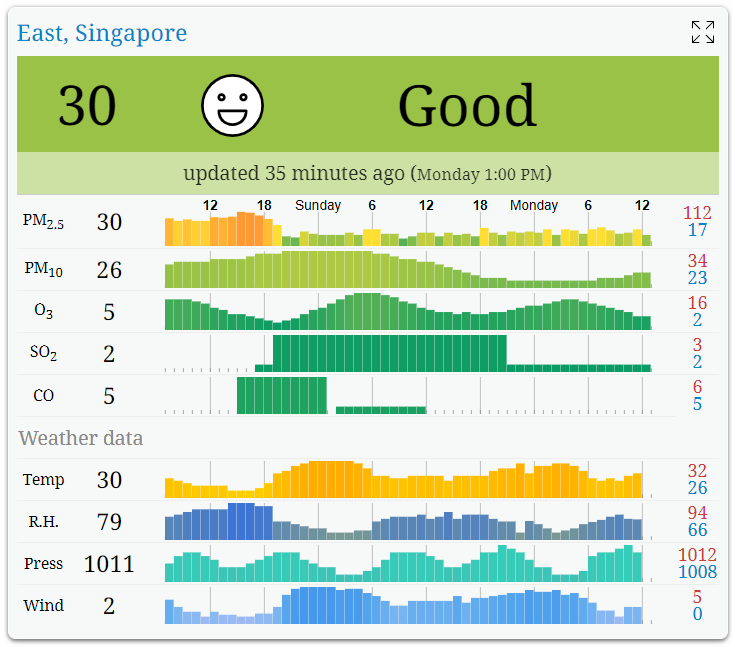 East, Singapore
30 Good
updated 35 minutes ago (Monday 1:00 PM)
12 18 Sunday 6 12 18 Monday 6 12
PM2.5 30 112
17
PM10 26 34
23
O3 5 16
2
SO2 2 3
2
CO 5 6
5
Weather data
Temp 30 32
26
R.H. 79 94
66
Press 1011 1012
1008
Wind 2 5
0